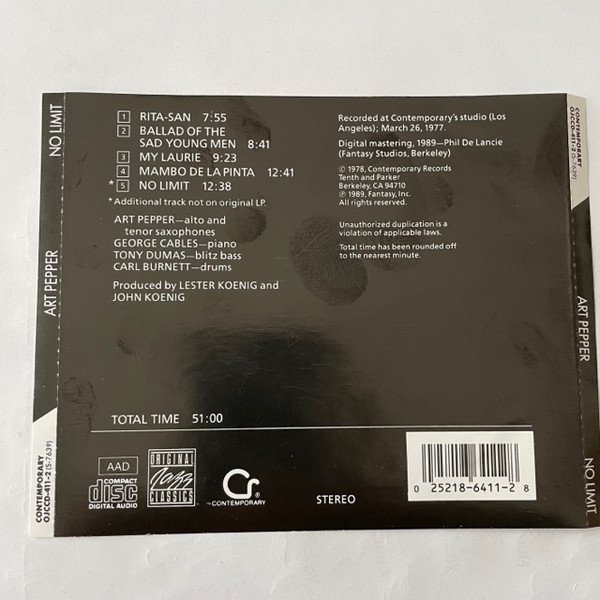 NO LIMIT
ART PEPPER
CONTEMPORARY
OJCCD-411-2 (S-7639)
1 RITA-SAN 7:55
2 BALLAD OF THE
SAD YOUNG MEN 8:41
3 MY LAURIE 9:23
4 MAMBO DE LA PINTA 12:41
* 5 NO LIMIT 12:38
*Additional track not on original LP.
ART PEPPER—alto and
tenor saxophones
GEORGE CABLES—piano
TONY DUMAS—blitz bass
CARL BURNETT—drums
Produced by LESTER KOENIG and
JOHN KOENIG
Recorded at Contemporary's studio (Los
Angeles); March 26, 1977.
Digital mastering, 1989—Phil De Lancie
(Fantasy Studios, Berkeley)
© 1978, Contemporary Records
Tenth and Parker
Berkeley, CA 94710
℗ 1989, Fantasy, Inc.
All rights reserved.
Unauthorized duplication is a
violation of applicable laws.
Total time has been rounded off
to the nearest minute.
TOTAL TIME 51:00
AAD
COMPACT
disc
DIGITAL AUDIO
ORIGINAL
Jazz
CLASSICS
Cr
CONTEMPORARY
STEREO
0 25218-6411-2 8
CONTEMPORARY
OJCCD-411-2 (S-7639)
ART PEPPER
NO LIMIT